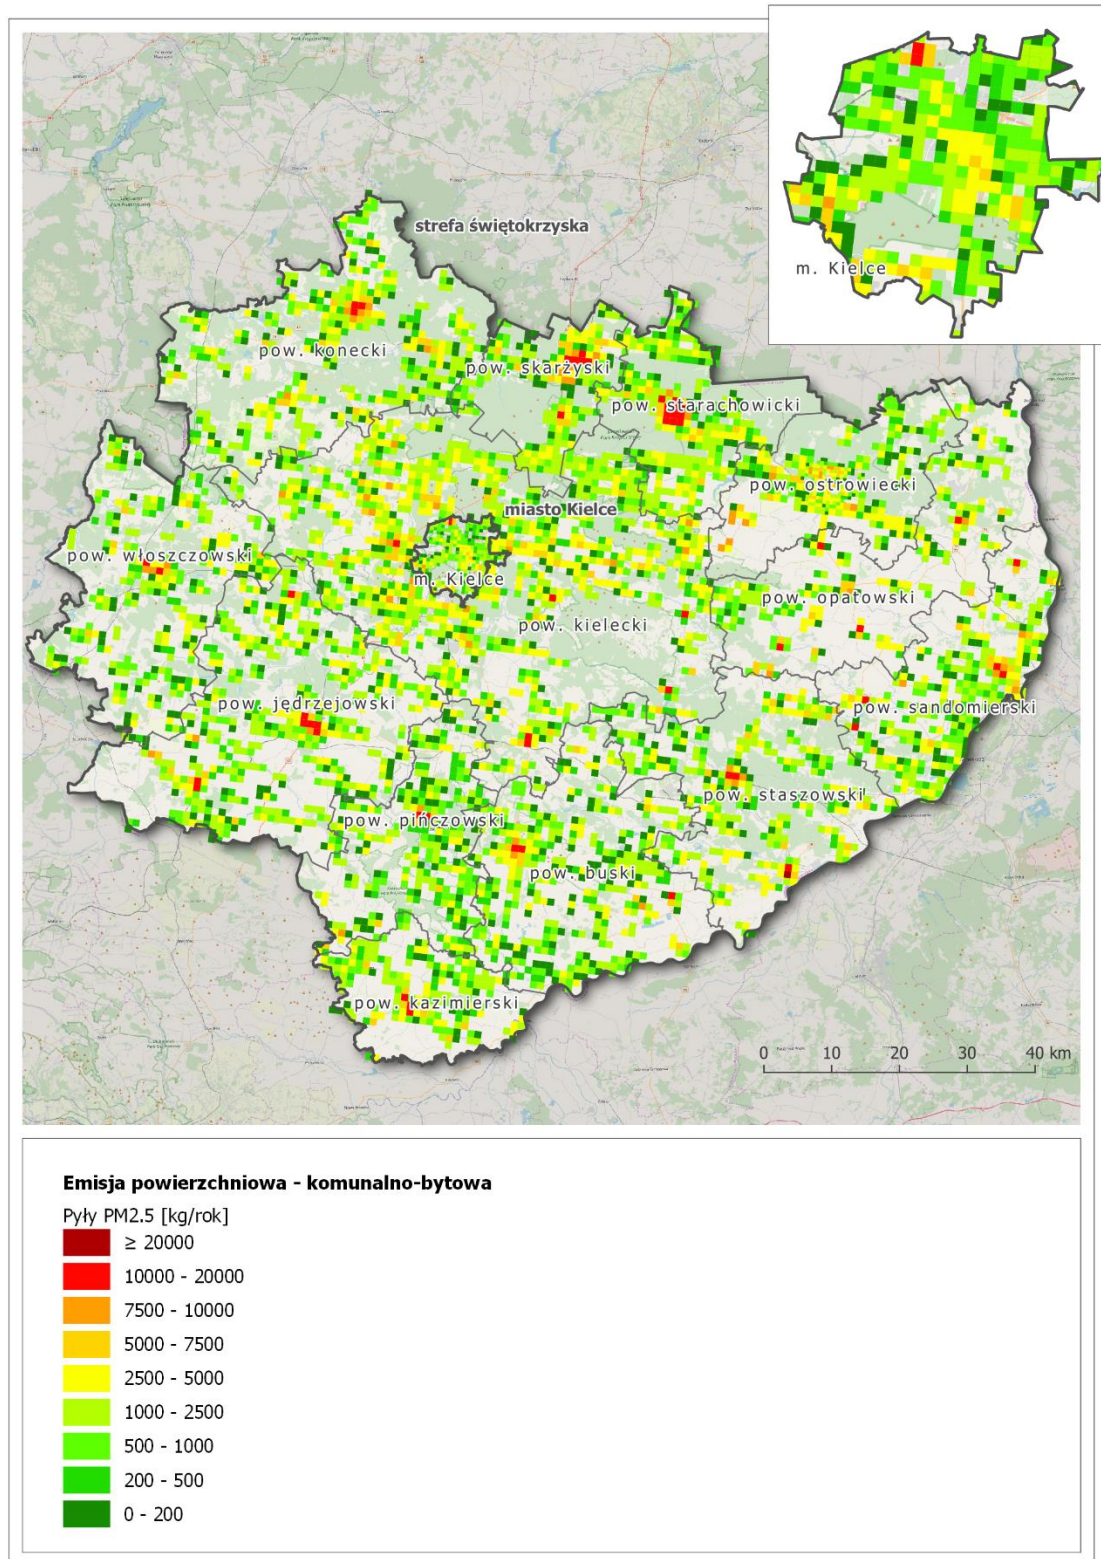 m. Kielce
strefa świętokrzyska
pow. konecki
pow. skarżyski
pow. starachowicki
pow. ostrowiecki
miasto Kielce
pow. włoszczowski
m. Kielce
pow. opatowski
pow. kielecki
pow. jędrzejowski
pow. sandomierski
pow. staszowski
pow. pińczowski
pow. buski
pow. kazimierski
0 10 20 30 40 km
Emisja powierzchniowa - komunalno-bytowa
Pyły PM2.5 [kg/rok]
≥ 20000
10000 - 20000
7500 - 10000
5000 - 7500
2500 - 5000
1000 - 2500
500 - 1000
200 - 500
0 - 200